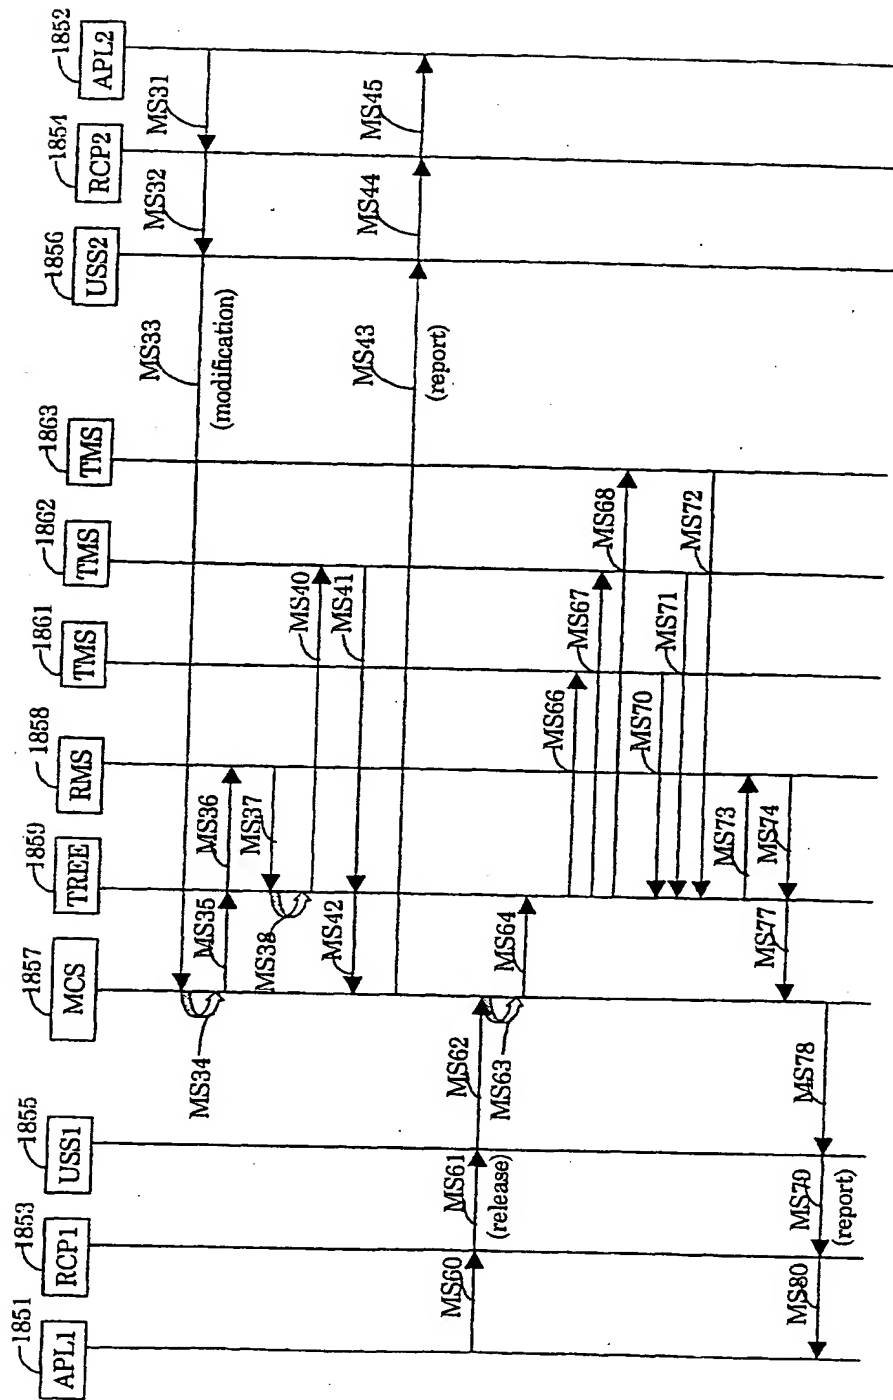 1851
APL1
1853
RCP1
1855
USS1
1857
MCS
1859
TREE
1858
RMS
1861
TMS
1862
TMS
1863
TMS
1856
USS2
1854
RCP2
1852
APL2
MS31
MS32
MS33
(modification)
MS34
MS35
MS36
MS37
MS38
MS40
MS41
MS42
MS43
(report)
MS44
MS45
MS60
MS61
(release)
MS62
MS63
MS64
MS66
MS67
MS68
MS70
MS71
MS72
MS73
MS74
MS77
MS78
MS79
(report)
MS80